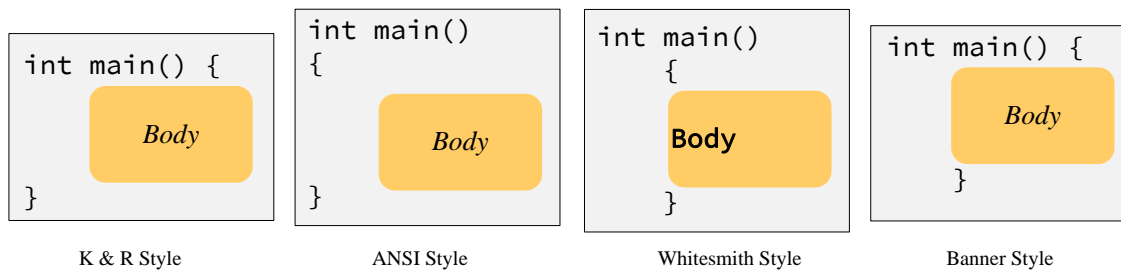 int main() {
Body
}
K & R Style
int main()
{
Body
}
ANSI Style
int main()
{
Body
}
Whitesmith Style
int main() {
Body
}
Banner Style